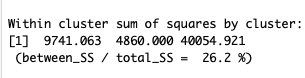 Within cluster sum of squares by cluster:
[1]  9741.063  4860.000 40054.921
 (between_SS / total_SS =  26.2 %)